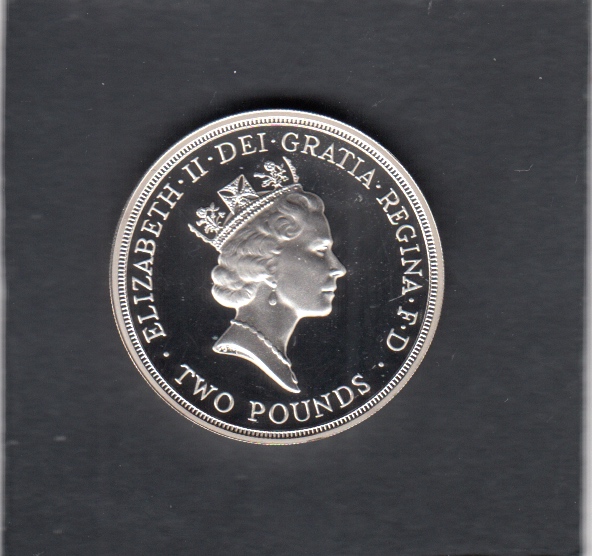 ELIZABETH·II·DEI·GRATIA·REGINA·F·D·
TWO POUNDS·